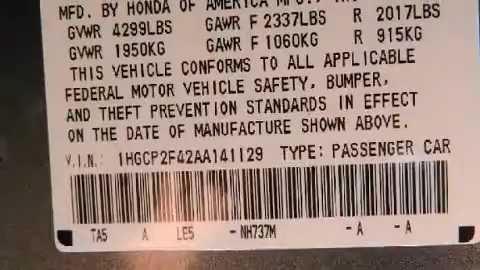 MFD. BY HONDA OF AMERICA MFG.,
GVWR 4299LBS GAWR F 2337LBS R 2017LBS
GVWR 1950KG GAWR F 1060KG R 915KG
THIS VEHICLE CONFORMS TO ALL APPLICABLE
FEDERAL MOTOR VEHICLE SAFETY, BUMPER,
AND THEFT PREVENTION STANDARDS IN EFFECT
ON THE DATE OF MANUFACTURE SHOWN ABOVE.
V.I.N.: 1HGCP2F42AA141129 TYPE: PASSENGER CAR
TA5 A LE5 -NH737M -A -A